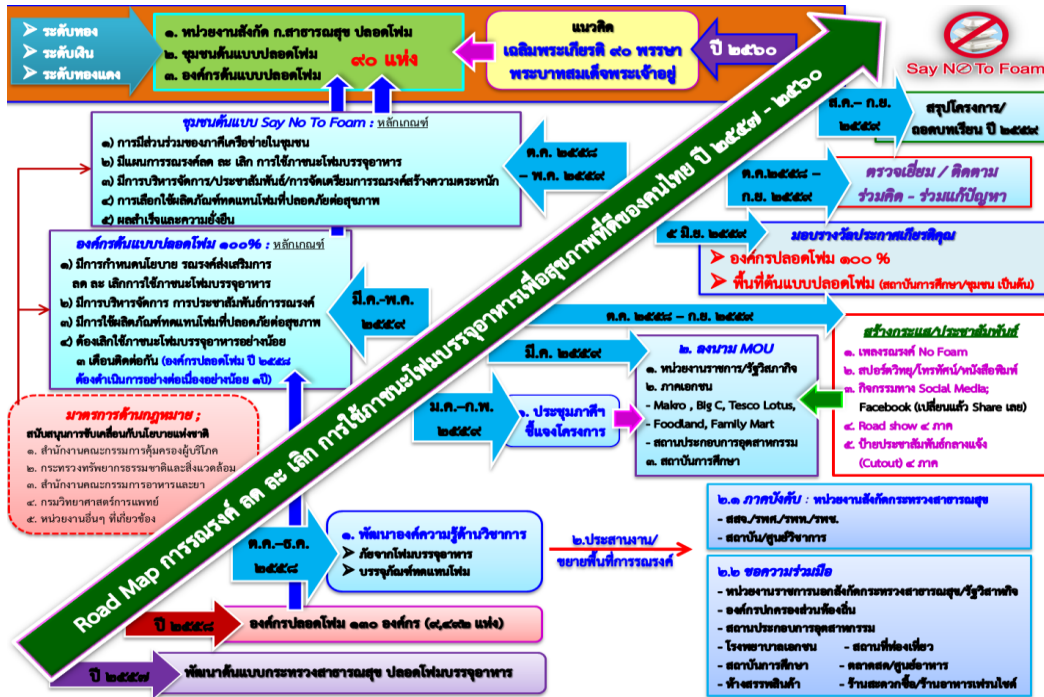 ระดับทอง
ระดับเงิน
ระดับทองแดง
๑. หน่วยงานสังกัด ก.สาธารณสุข ปลอดโฟม
๒. ชุมชนต้นแบบปลอดโฟม
๓. องค์กรต้นแบบปลอดโฟม
๙๐ แห่ง
แนวคิด
เฉลิมพระเกียรติ ๙๐ พรรษา
พระบาทสมเด็จพระเจ้าอยู่
ปี ๒๕๖๐
Say NO To Foam
ส.ค.– ก.ย.
๒๕๕๙
สรุปโครงการ/
ถอดบทเรียน ปี ๒๕๕๙
ชุมชนต้นแบบ Say No To Foam : หลักเกณฑ์
๑) การมีส่วนร่วมของภาคีเครือข่ายในชุมชน
๒) มีแผนการรณรงค์ลด ละ เลิก การใช้ภาชนะโฟมบรรจุอาหาร
๓) มีการบริหารจัดการ/ประชาสัมพันธ์/การจัดเตรียมการรณรงค์สร้างความตระหนัก
๔) การเลือกใช้ผลิตภัณฑ์ทดแทนโฟมที่ปลอดภัยต่อสุขภาพ
๕) ผลสำเร็จและความยั่งยืน
ต.ค. ๒๕๕๘
– พ.ค. ๒๕๕๙
ต.ค.๒๕๕๘ –
ก.ย. ๒๕๕๙
ตรวจเยี่ยม / ติดตาม
ร่วมคิด - ร่วมแก้ปัญหา
๕ มิ.ย. ๒๕๕๙
มอบรางวัลประกาศเกียรติคุณ
องค์กรปลอดโฟม ๑๐๐ %
พื้นที่ต้นแบบปลอดโฟม (สถาบันการศึกษา/ชุมชน เป็นต้น)
องค์กรต้นแบบปลอดโฟม ๑๐๐% : หลักเกณฑ์
๑) มีการกำหนดนโยบาย รณรงค์ส่งเสริมการ
ลด ละ เลิกการใช้ภาชนะโฟมบรรจุอาหาร
๒) มีการบริหารจัดการ การประชาสัมพันธ์การรณรงค์
๓) มีการใช้ผลิตภัณฑ์ทดแทนโฟมที่ปลอดภัยต่อสุขภาพ
๔) ต้องเลิกใช้ภาชนะโฟมบรรจุอาหารอย่างน้อย
๓ เดือนติดต่อกัน (องค์กรปลอดโฟม ปี ๒๕๕๘
ต้องดำเนินการอย่างต่อเนื่องอย่างน้อย ๑ปี)
มี.ค.-พ.ค.
๒๕๕๙
ต.ค. ๒๕๕๘ – ก.ย. ๒๕๕๙
มี.ค. ๒๕๕๙
Road Map การรณรงค์ ลด ละ เลิก การใช้ภาชนะโฟมบรรจุอาหารเพื่อสุขภาพที่ดีของคนไทย ปี ๒๕๕๗ - ๒๕๖๐
ม.ค.-ก.พ.
๒๕๕๙
๑. ประชุมภาคีฯ
ชี้แจงโครงการ
๒. ลงนาม MOU
๑. หน่วยงานราชการ/รัฐวิสาหกิจ
๒. ภาคเอกชน
- Makro , Big C, Tesco Lotus,
- Foodland, Family Mart
- สถานประกอบการอุตสาหกรรม
๓. สถาบันการศึกษา
สร้างกระแส/ประชาสัมพันธ์
๑. เพลงรณรงค์ No Foam
๒. สปอร์ตวิทยุ/โทรทัศน์/หนังสือพิมพ์
๓. กิจกรรมทาง Social Media;
Facebook (เปลี่ยนแล้ว Share เลย)
๔. Road show ๔ ภาค
๕. ป้ายประชาสัมพันธ์กลางแจ้ง
(Cutout) ๔ ภาค
มาตรการด้านกฎหมาย ;
สนับสนุนการขับเคลื่อนกับนโยบายแห่งชาติ
๑. สำนักงานคณะกรรมการคุ้มครองผู้บริโภค
๒. กระทรวงทรัพยากรธรรมชาติและสิ่งแวดล้อม
๓. สำนักงานคณะกรรมการอาหารและยา
๔. กรมวิทยาศาสตร์การแพทย์
๕. หน่วยงานอื่นๆ ที่เกี่ยวข้อง
ต.ค.–ธ.ค.
๒๕๕๘
๑. พัฒนาองค์ความรู้ด้านวิชาการ
ภัยจากโฟมบรรจุอาหาร
บรรจุภัณฑ์ทดแทนโฟม
๒.ประสานงาน/
ขยายพื้นที่การรณรงค์
๒.๑ ภาคบังคับ : หน่วยงานสังกัดกระทรวงสาธารณสุข
- สสจ./รพศ./รพท./รพช.
- สถาบัน/ศูนย์วิชาการ
๒.๒ ขอความร่วมมือ
- หน่วยงานราชการนอกสังกัดกระทรวงสาธารณสุข/รัฐวิสาหกิจ
- องค์กรปกครองส่วนท้องถิ่น
- สถานประกอบการอุตสาหกรรม
- โรงพยาบาลเอกชน - สถานที่ท่องเที่ยว
- สถาบันการศึกษา - ตลาดสด/ศูนย์อาหาร
- ห้างสรรพสินค้า - ร้านสะดวกซื้อ/ร้านอาหารเฟรนไชต์
ปี ๒๕๕๘
องค์กรปลอดโฟม ๑๓๐ องค์กร (๙,๔๙๒ แห่ง)
ปี ๒๕๕๗
พัฒนาต้นแบบกระทรวงสาธารณสุข ปลอดโฟมบรรจุอาหาร